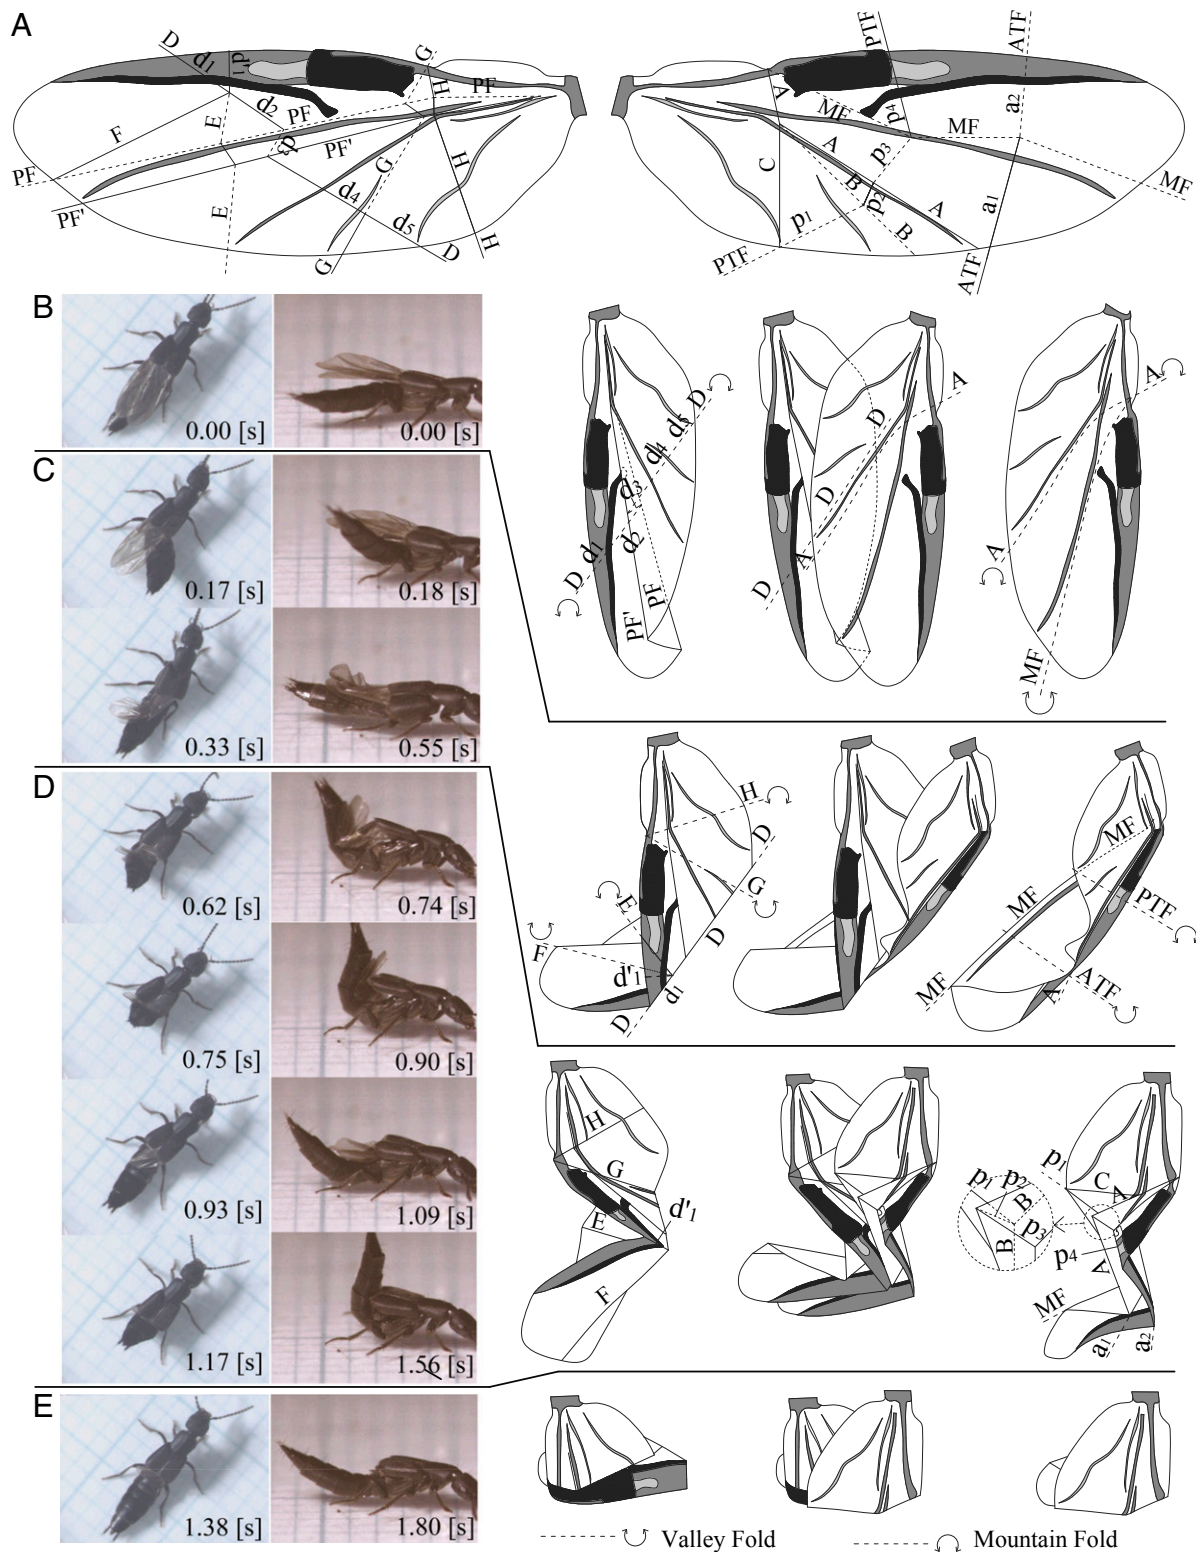 A
D
d1
d'1
G
H
PF
PF
d2
E
F
PF'
d3
G
H
PF
PF'
E
d4
d5
G
D
H
PTF
ATF
A
MF
p4
a2
MF
A
p3
C
B
p2
a1
MF
p1
A
B
PTF
ATF
B
0.00 [s]
0.00 [s]
D
d5
d4
d3
d2
d1
D
PF
PF'
A
D
D
A
D
A
A
MF
C
0.17 [s]
0.18 [s]
0.33 [s]
0.55 [s]
H
D
G
E
D
F
d'1
d1
D
MF
MF
PTF
MF
A
ATF
D
0.62 [s]
0.74 [s]
0.75 [s]
0.90 [s]
0.93 [s]
1.09 [s]
1.17 [s]
1.56 [s]
H
G
d'1
E
F
p1
p2
p1
C
A
B
p3
B
p4
A
MF
a1
a2
E
1.38 [s]
1.80 [s]
Valley Fold
Mountain Fold